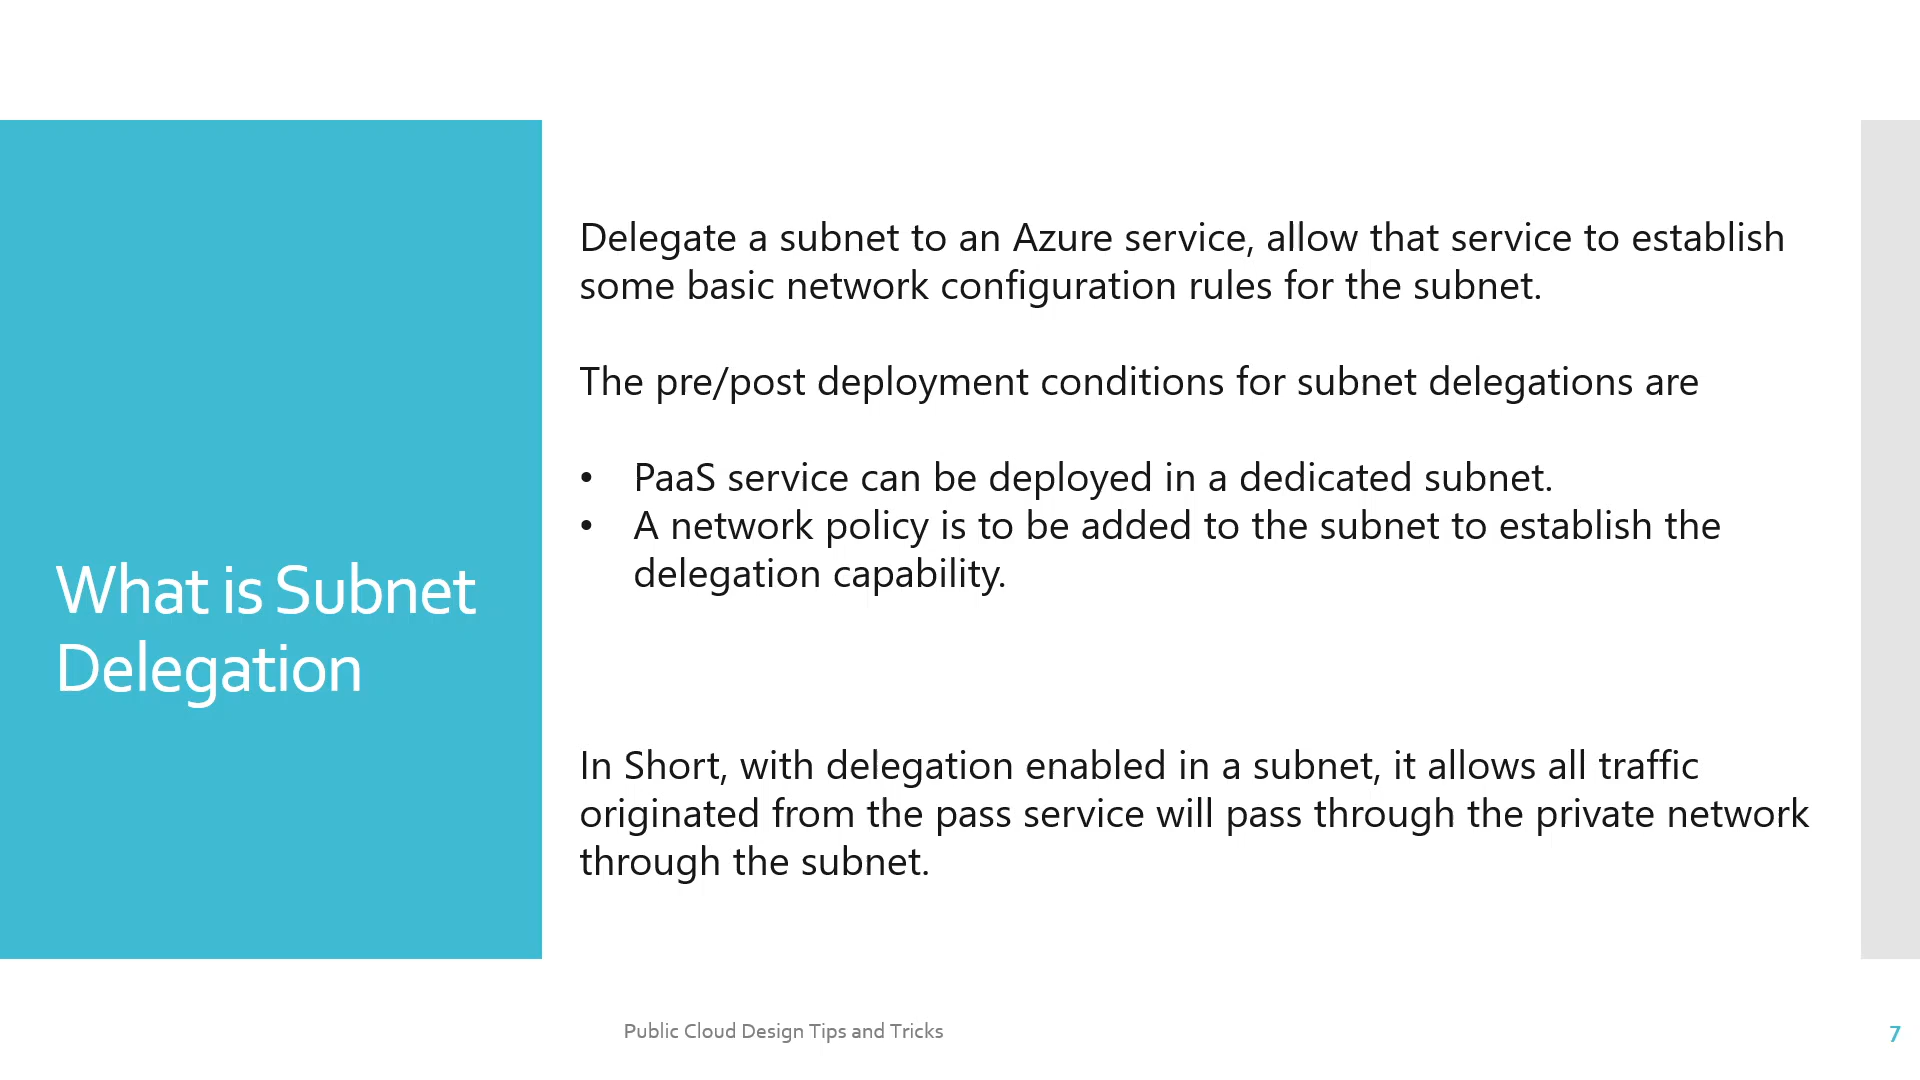 What is Subnet
Delegation
Delegate a subnet to an Azure service, allow that service to establish
some basic network configuration rules for the subnet.
The pre/post deployment conditions for subnet delegations are
• PaaS service can be deployed in a dedicated subnet.
• A network policy is to be added to the subnet to establish the
delegation capability.
In Short, with delegation enabled in a subnet, it allows all traffic
originated from the pass service will pass through the private network
through the subnet.
Public Cloud Design Tips and Tricks
7